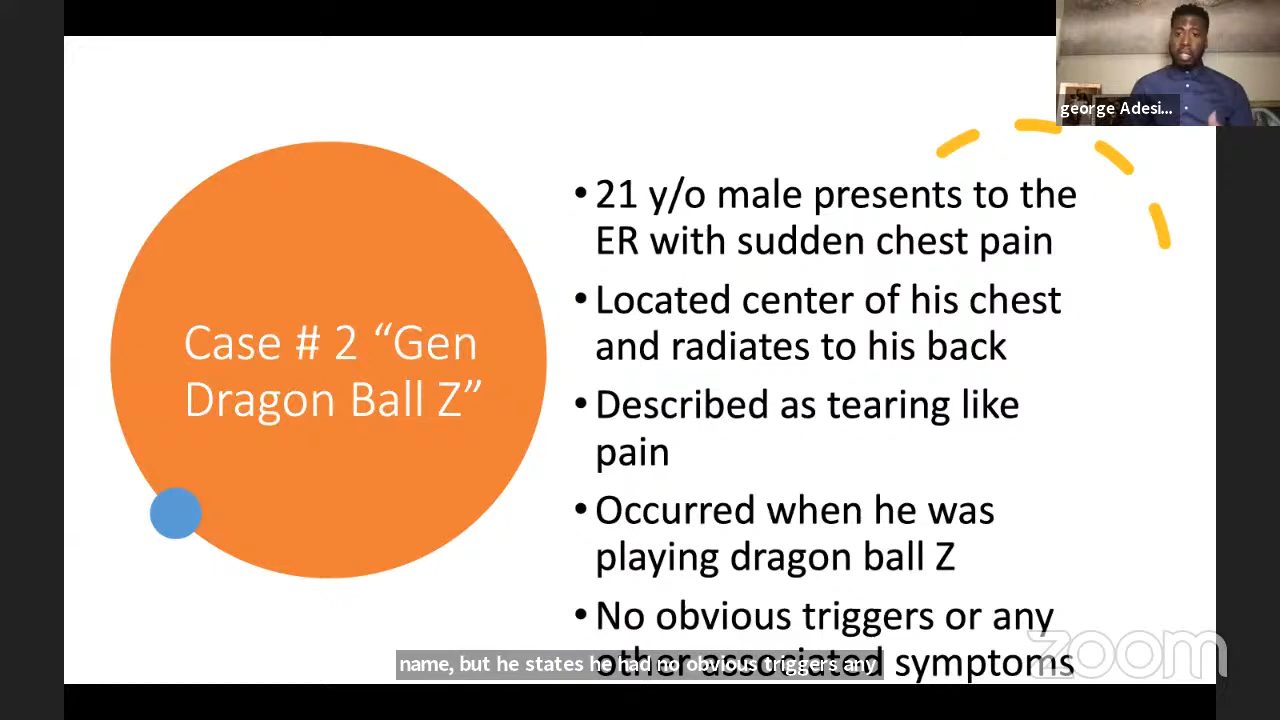 george Adesi...
Case # 2 “Gen
Dragon Ball Z”
• 21 y/o male presents to the
ER with sudden chest pain
• Located center of his chest
and radiates to his back
• Described as tearing like
pain
• Occurred when he was
playing dragon ball Z
• No obvious triggers or any
other associated symptoms
name, but he states he had no obvious triggers any
zoom